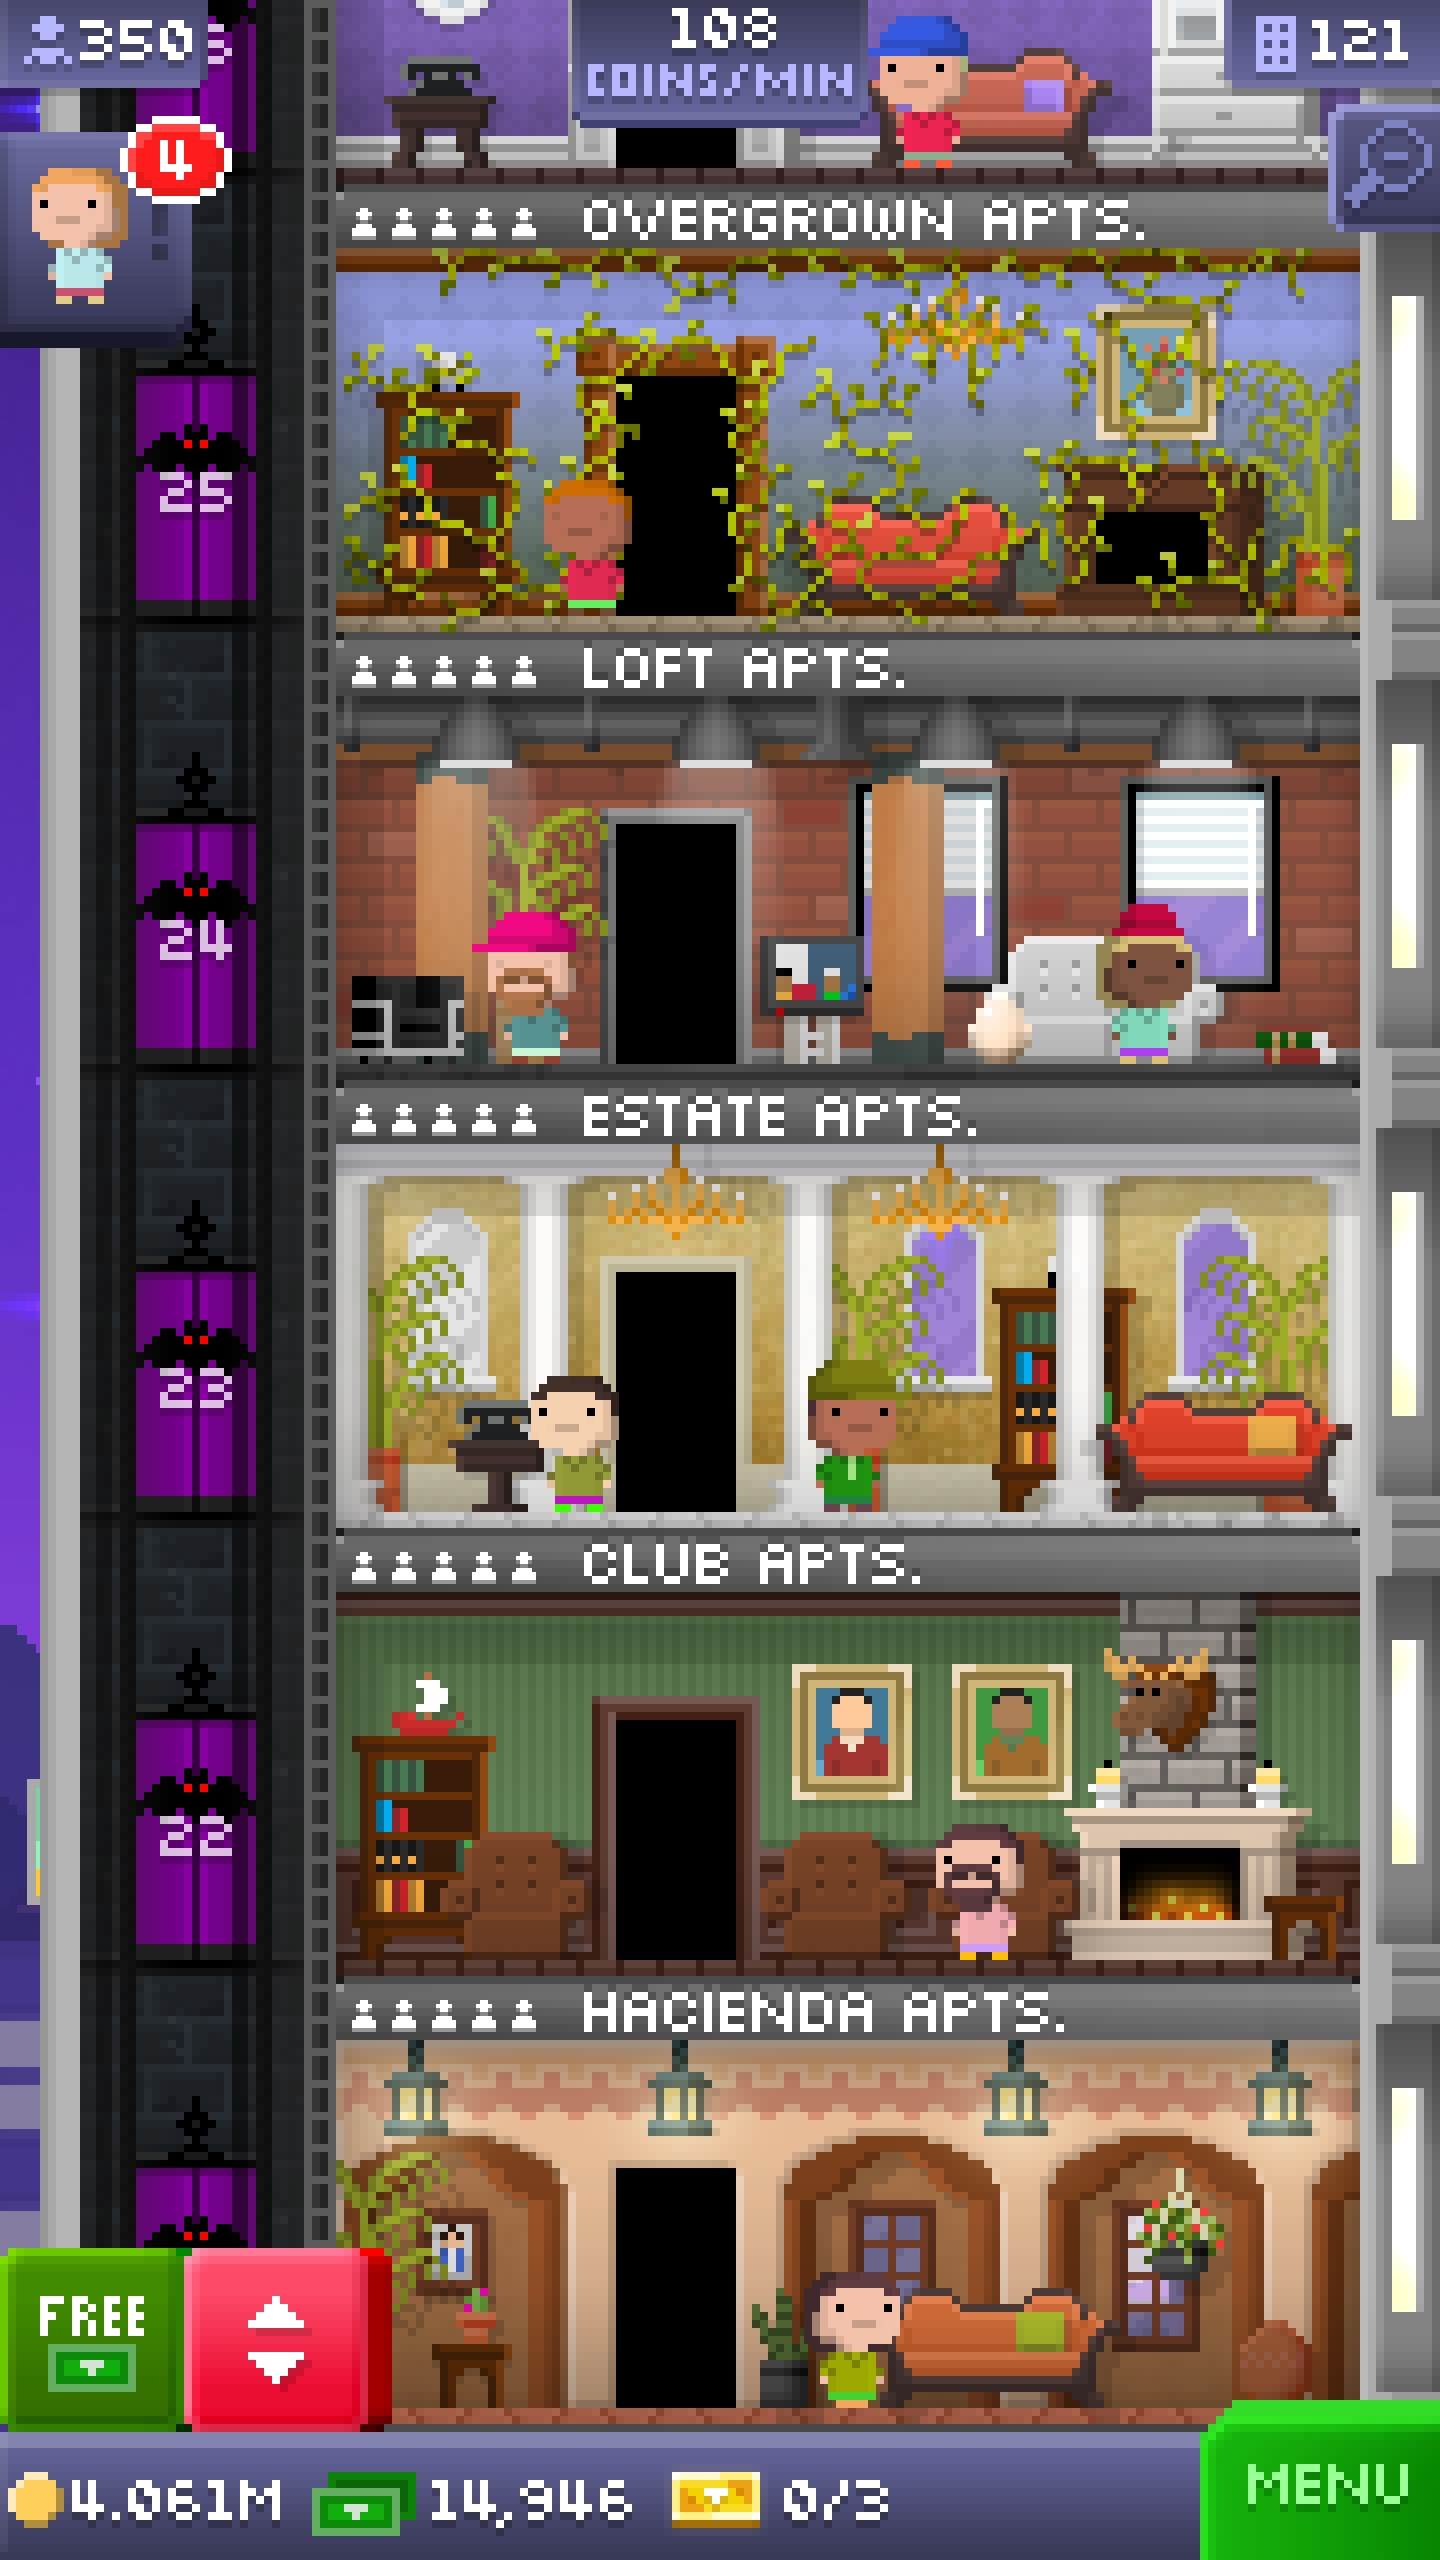 350
108
COINS/MIN
121
4
OVERGROWN APTS.
25
LOFT APTS.
24
ESTATE APTS.
23
CLUB APTS.
22
HACIENDA APTS.
FREE
4.061M
14,946
0/3
MENU